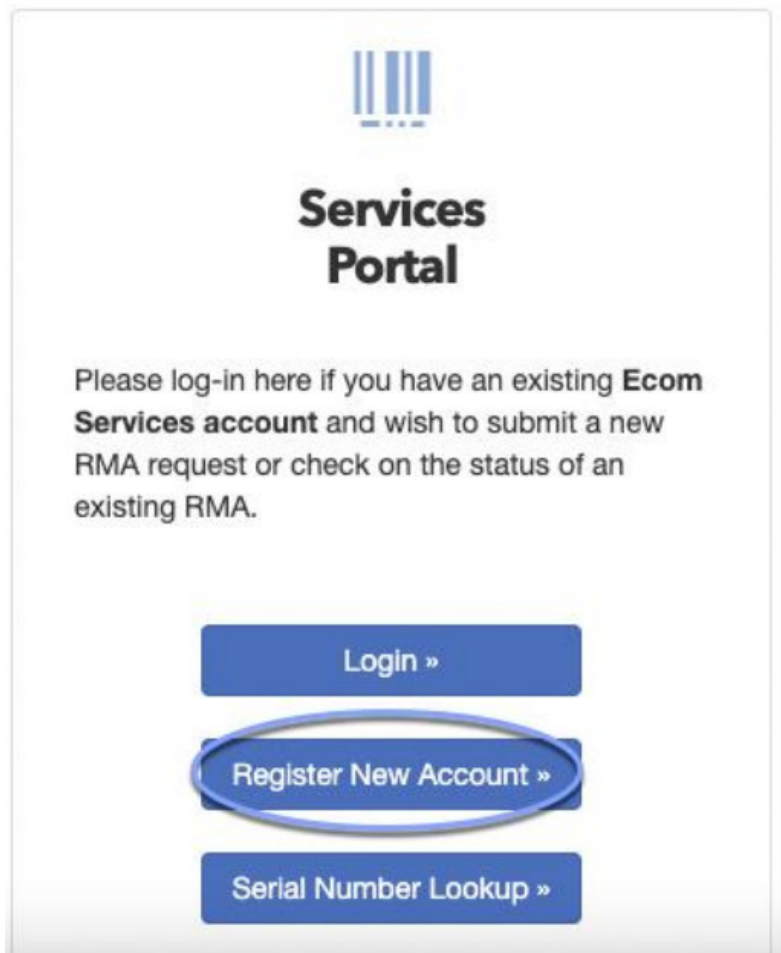 Services
Portal
Please log-in here if you have an existing Ecom
Services account and wish to submit a new
RMA request or check on the status of an
existing RMA.
Login »
Register New Account »
Serial Number Lookup »